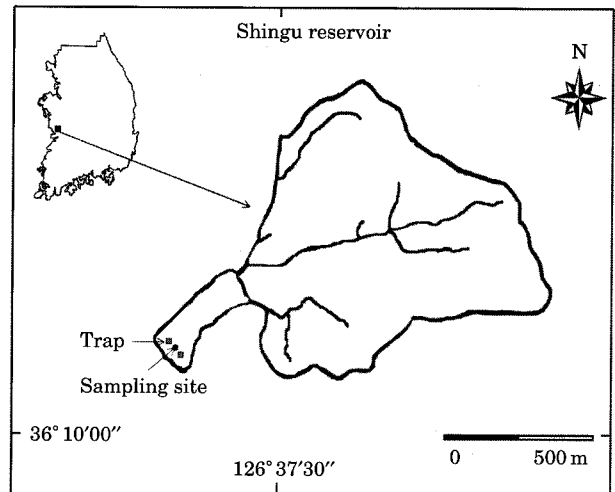 Shingu reservoir
N
Trap
Sampling site
36° 10'00"
0 500 m
126° 37'30"